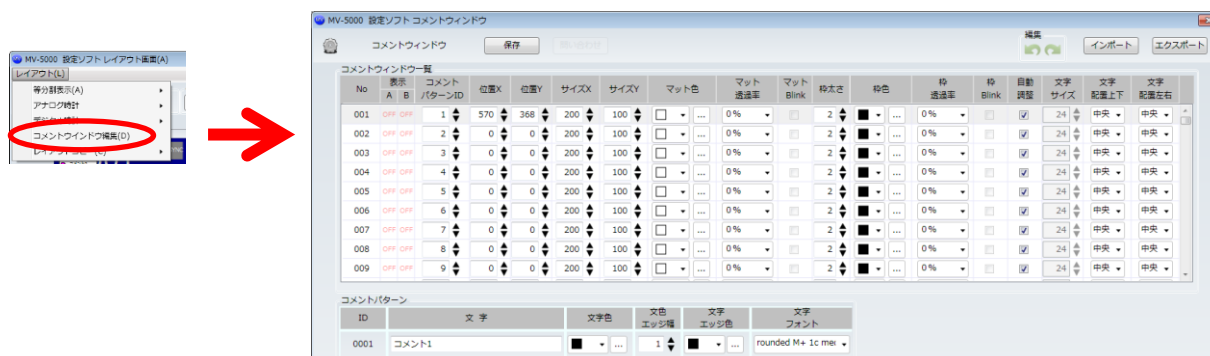 MV-5000 設定ソフト レイアウト画面(A)
レイアウト(L)
等分割表示(A)
アナログ時計
コメントウインドウ編集(D)
MV-5000 設定ソフト コメントウィンドウ
コメントウィンドウ 保存 編集 インポート エクスポート
コメントウィンドウ一覧
No 表示 A B コメント パターンID 位置X 位置Y サイズX サイズY マット色 マット 透過率 マット Blink 枠太さ 枠色 枠 透過率 枠 Blink 自動 調整 文字 サイズ 文字 配置上下 文字 配置左右
001 OFF OFF 1 570 368 200 100 ... 0 % 2 ... 0 % 24 中央 中央
002 OFF OFF 2 0 0 200 100 ... 0 % 2 ... 0 % 24 中央 中央
003 OFF OFF 3 0 0 200 100 ... 0 % 2 ... 0 % 24 中央 中央
004 OFF OFF 4 0 0 200 100 ... 0 % 2 ... 0 % 24 中央 中央
005 OFF OFF 5 0 0 200 100 ... 0 % 2 ... 0 % 24 中央 中央
006 OFF OFF 6 0 0 200 100 ... 0 % 2 ... 0 % 24 中央 中央
007 OFF OFF 7 0 0 200 100 ... 0 % 2 ... 0 % 24 中央 中央
008 OFF OFF 8 0 0 200 100 ... 0 % 2 ... 0 % 24 中央 中央
009 OFF OFF 9 0 0 200 100 ... 0 % 2 ... 0 % 24 中央 中央
コメントパターン
ID 文 字 文字色 文色 エッジ幅 文字 エッジ色 文字 フォント
0001 コメント1 ... 1 ... rounded M+ 1c me